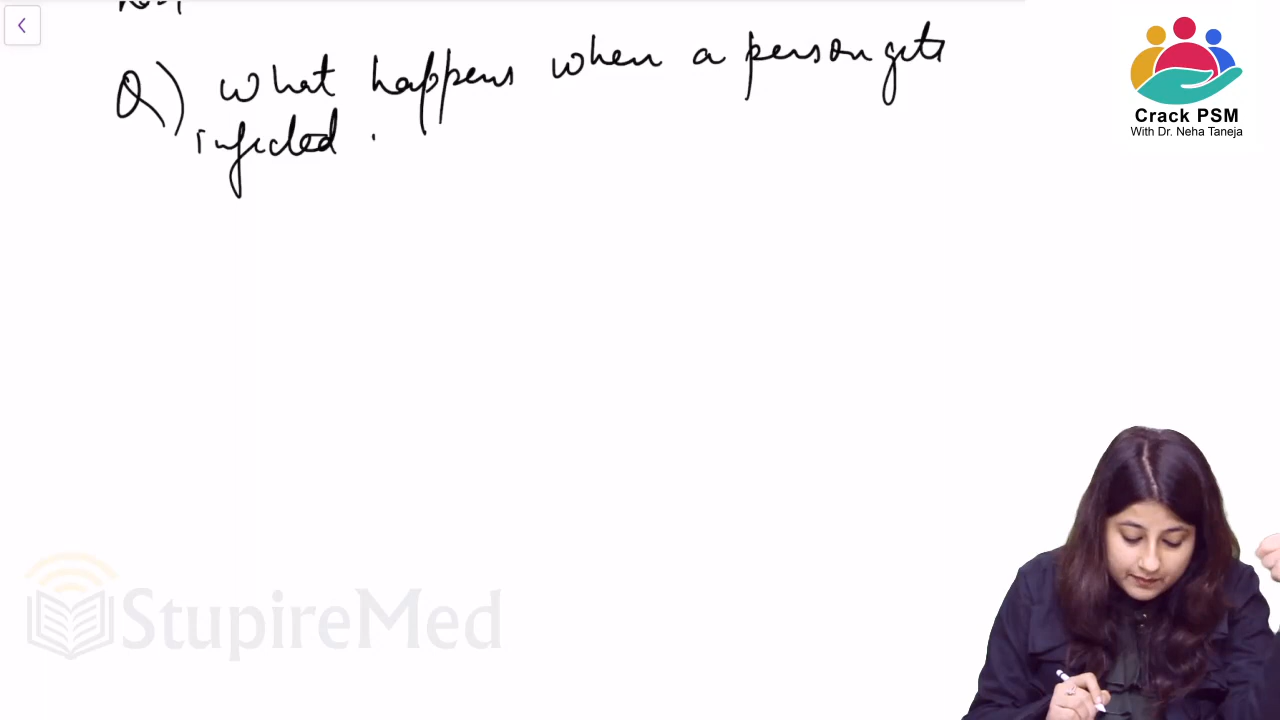 Q) What happens when a person gets
infected.
Crack PSM
With Dr. Neha Taneja
StupireMed